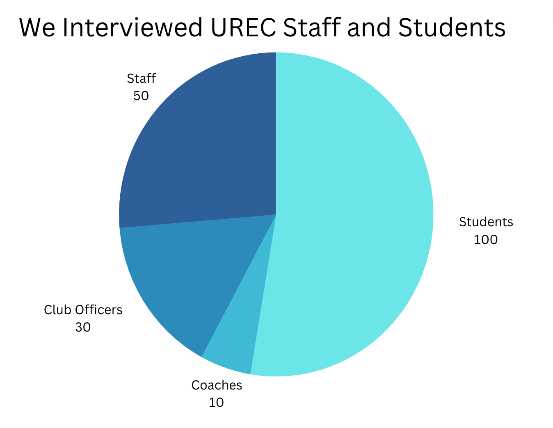 We Interviewed UREC Staff and Students
Staff
50
Students
100
Club Officers
30
Coaches
10